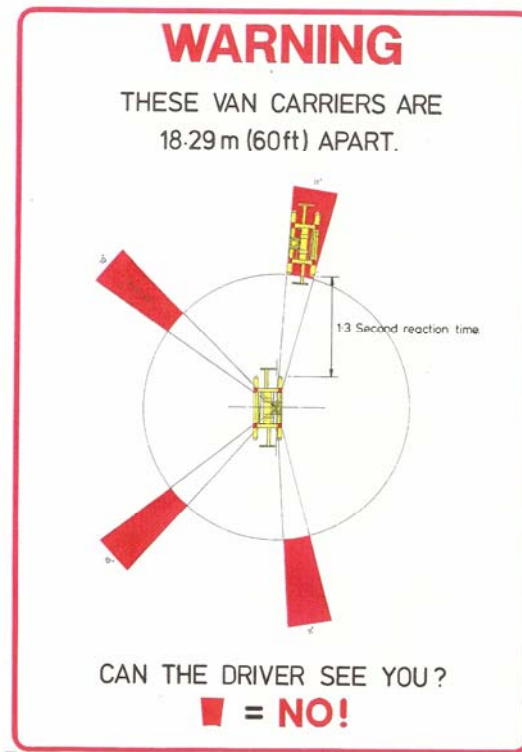 WARNING
THESE VAN CARRIERS ARE
18·29 m (60ft) APART.
1·3 Second reaction time.
CAN THE DRIVER SEE YOU?
= NO!